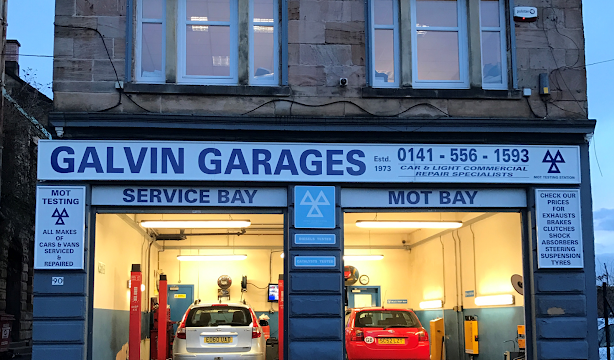 GALVIN GARAGES
Estd.
1973
0141 - 556 - 1593
CAR & LIGHT COMMERCIAL
REPAIR SPECIALISTS
MOT TESTING STATION
MOT
TESTING
ALL MAKES
OF
CARS & VANS
SERVICED
&
REPAIRED
SERVICE BAY
MOT BAY
CHECK OUR
PRICES
FOR
EXHAUSTS
BRAKES
CLUTCHES
SHOCK
ABSORBERS
STEERING
SUSPENSION
TYRES
90